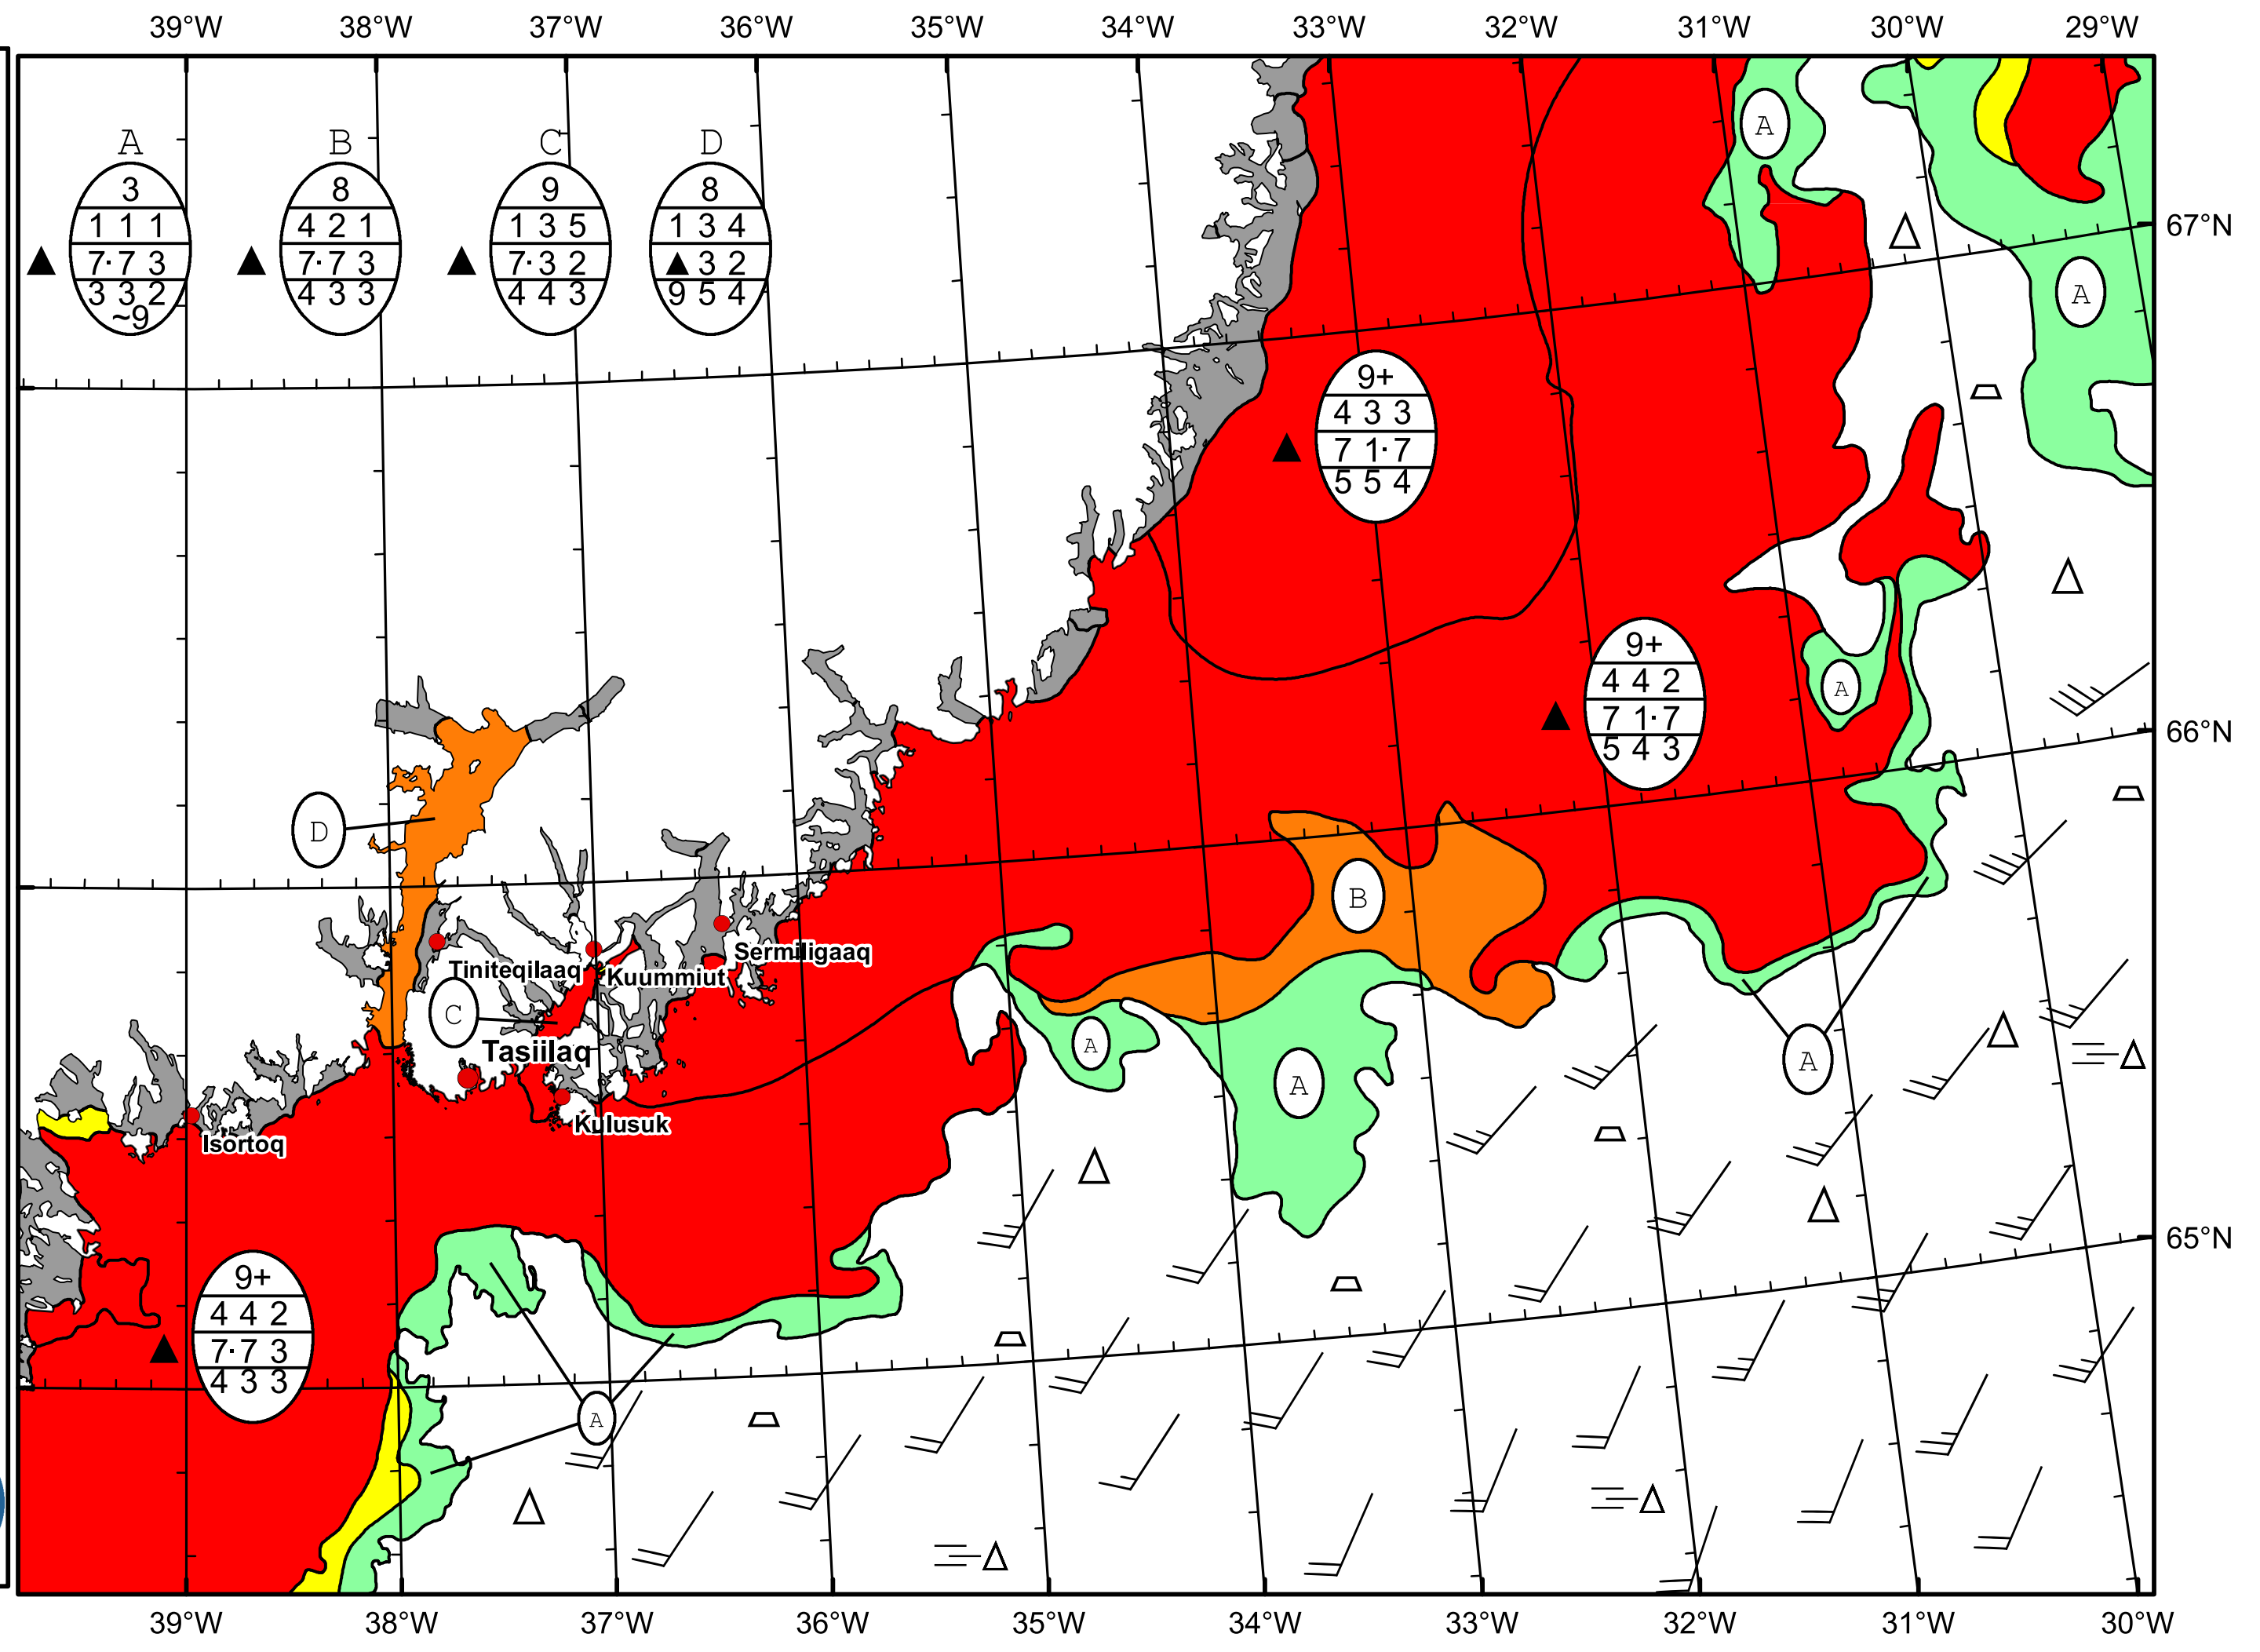 39°W 38°W 37°W 36°W 35°W 34°W 33°W 32°W 31°W 30°W 29°W
A B C D
3
1 1 1
7·7 3
3 3 2
~9
8
4 2 1
7·7 3
4 3 3
9
1 3 5
7·3 2
4 4 3
8
1 3 4
▲ 3 2
9 5 4
A
67°N
A
9+
4 3 3
7 1·7
5 5 4
9+
4 4 2
7 1·7
5 4 3
A
66°N
D
B
Sermiligaaq
Tiniteqilaaq
Kuummiut
C
Tasiilaq
A
A
A
Kulusuk
Isortoq
65°N
9+
4 4 2
7·7 3
4 3 3
A
39°W 38°W 37°W 36°W 35°W 34°W 33°W 32°W 31°W 30°W